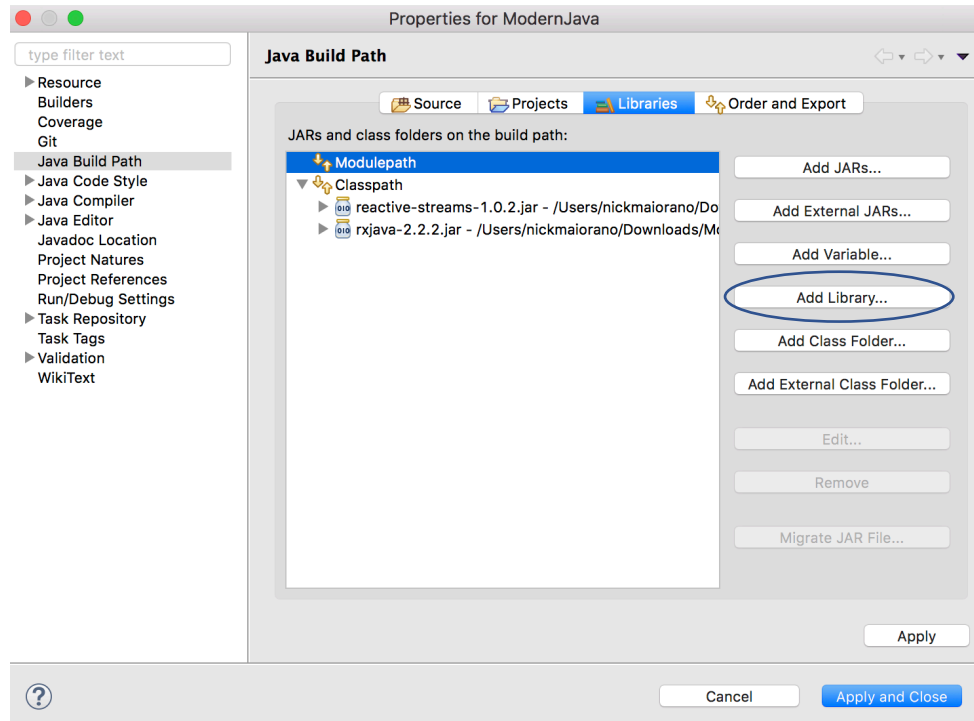 Properties for ModernJava
type filter text
Resource
Builders
Coverage
Git
Java Build Path
Java Code Style
Java Compiler
Java Editor
Javadoc Location
Project Natures
Project References
Run/Debug Settings
Task Repository
Task Tags
Validation
WikiText
Java Build Path
Source Projects Libraries Order and Export
JARs and class folders on the build path:
Modulepath
Classpath
reactive-streams-1.0.2.jar - /Users/nickmaiorano/Do
rxjava-2.2.2.jar - /Users/nickmaiorano/Downloads/Mo
Add JARs...
Add External JARs...
Add Variable...
Add Library...
Add Class Folder...
Add External Class Folder...
Edit...
Remove
Migrate JAR File...
Apply
?
Cancel
Apply and Close